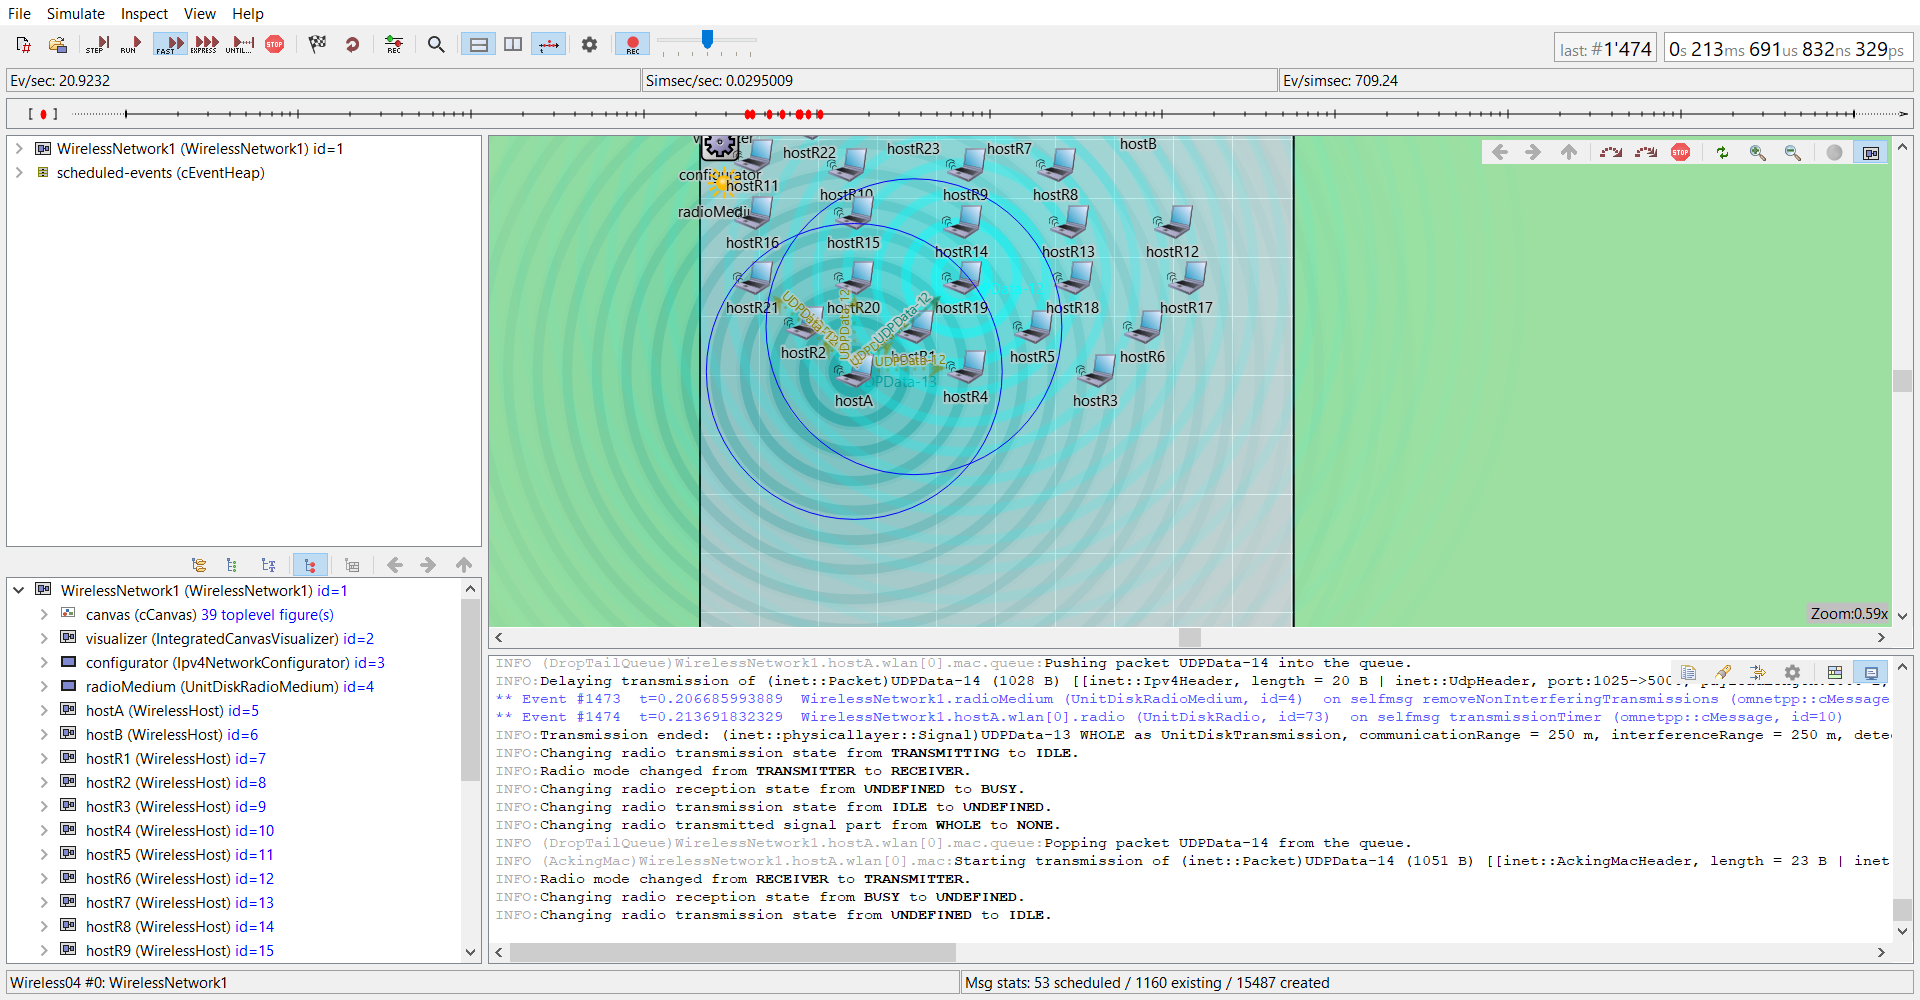 File Simulate Inspect View Help
STEP RUN FAST EXPRESS UNTIL... STOP REC REC
last: #1'474 0s 213ms 691us 832ns 329ps
Ev/sec: 20.9232 Simsec/sec: 0.0295009 Ev/simsec: 709.24
WirelessNetwork1 (WirelessNetwork1) id=1
scheduled-events (cEventHeap)
WirelessNetwork1 (WirelessNetwork1) id=1
canvas (cCanvas) 39 toplevel figure(s)
visualizer (IntegratedCanvasVisualizer) id=2
configurator (Ipv4NetworkConfigurator) id=3
radioMedium (UnitDiskRadioMedium) id=4
hostA (WirelessHost) id=5
hostB (WirelessHost) id=6
hostR1 (WirelessHost) id=7
hostR2 (WirelessHost) id=8
hostR3 (WirelessHost) id=9
hostR4 (WirelessHost) id=10
hostR5 (WirelessHost) id=11
hostR6 (WirelessHost) id=12
hostR7 (WirelessHost) id=13
hostR8 (WirelessHost) id=14
hostR9 (WirelessHost) id=15
hostR22 hostR23 hostR7 hostB
STOP
configurator
hostR11 hostR10 hostR9 hostR8
radioMedi
hostR16 hostR15 hostR14 hostR13 hostR12
hostR21 hostR20 hostR19 hostR18 hostR17
UDPData-12 UDPData-12 UDPData-12
hostR2 hostR1 hostR5 hostR6
UDPData-12
PData-13
hostA hostR4 hostR3
Zoom:0.59x
INFO (DropTailQueue)WirelessNetwork1.hostA.wlan[0].mac.queue:Pushing packet UDPData-14 into the queue.
INFO:Delaying transmission of (inet::Packet)UDPData-14 (1028 B) [[inet::Ipv4Header, length = 20 B | inet::UdpHeader, port:1025->500
** Event #1473 t=0.206685993889 WirelessNetwork1.radioMedium (UnitDiskRadioMedium, id=4) on selfmsg removeNonInterferingTransmissions (omnetpp::cMessage
** Event #1474 t=0.213691832329 WirelessNetwork1.hostA.wlan[0].radio (UnitDiskRadio, id=73) on selfmsg transmissionTimer (omnetpp::cMessage, id=10)
INFO:Transmission ended: (inet::physicallayer::Signal)UDPData-13 WHOLE as UnitDiskTransmission, communicationRange = 250 m, interferenceRange = 250 m, dete
INFO:Changing radio transmission state from TRANSMITTING to IDLE.
INFO:Radio mode changed from TRANSMITTER to RECEIVER.
INFO:Changing radio reception state from UNDEFINED to BUSY.
INFO:Changing radio transmission state from IDLE to UNDEFINED.
INFO:Changing radio transmitted signal part from WHOLE to NONE.
INFO (DropTailQueue)WirelessNetwork1.hostA.wlan[0].mac.queue:Popping packet UDPData-14 from the queue.
INFO (AckingMac)WirelessNetwork1.hostA.wlan[0].mac:Starting transmission of (inet::Packet)UDPData-14 (1051 B) [[inet::AckingMacHeader, length = 23 B | inet
INFO:Radio mode changed from RECEIVER to TRANSMITTER.
INFO:Changing radio reception state from BUSY to UNDEFINED.
INFO:Changing radio transmission state from UNDEFINED to IDLE.
Wireless04 #0: WirelessNetwork1 Msg stats: 53 scheduled / 1160 existing / 15487 created